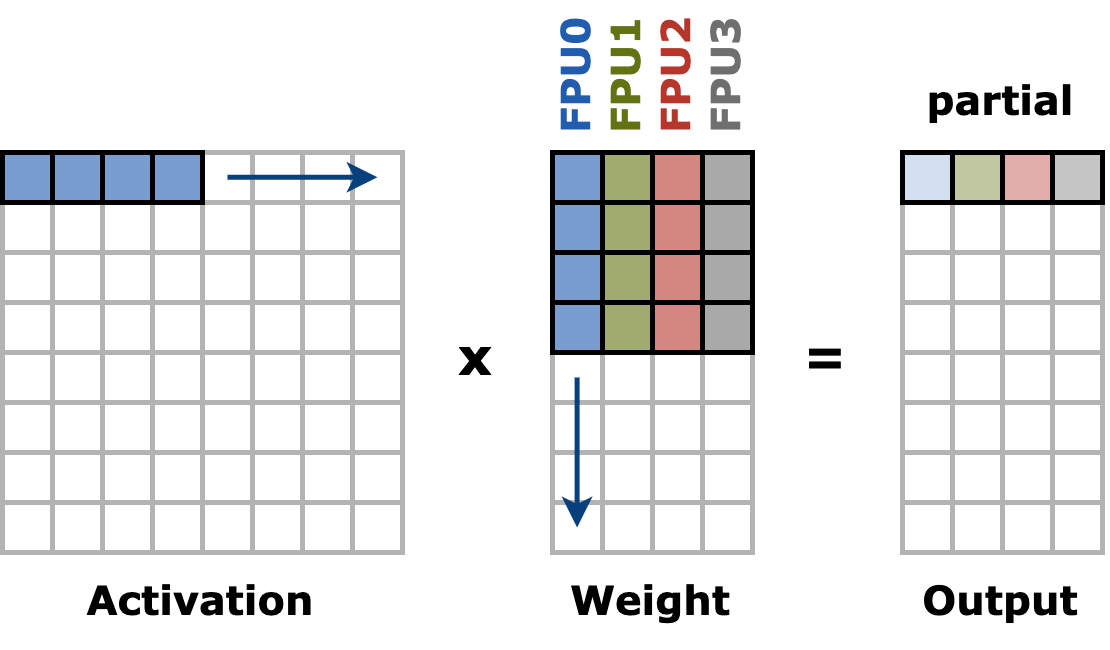 FPU0
FPU1
FPU2
FPU3
partial
x
=
Activation
Weight
Output